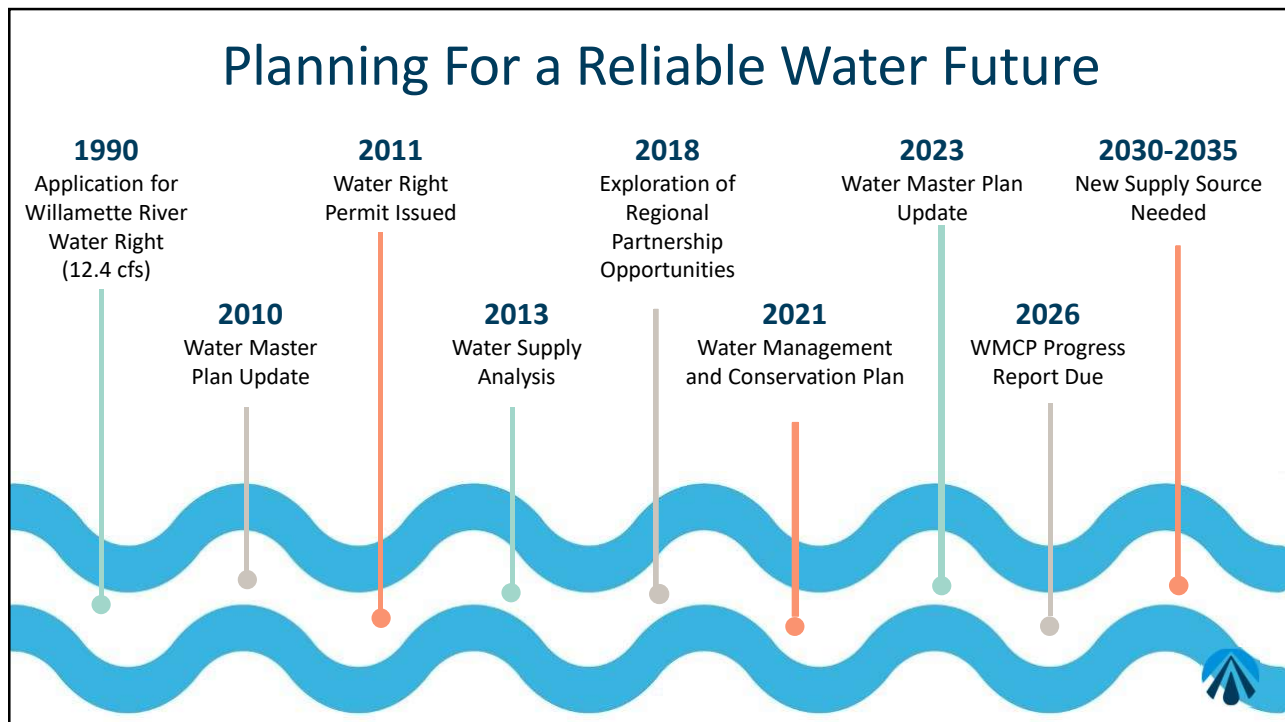 Planning For a Reliable Water Future
1990
Application for
Willamette River
Water Right
(12.4 cfs)
2010
Water Master
Plan Update
2011
Water Right
Permit Issued
2013
Water Supply
Analysis
2018
Exploration of
Regional
Partnership
Opportunities
2021
Water Management
and Conservation Plan
2023
Water Master Plan
Update
2026
WMCP Progress
Report Due
2030-2035
New Supply Source
Needed